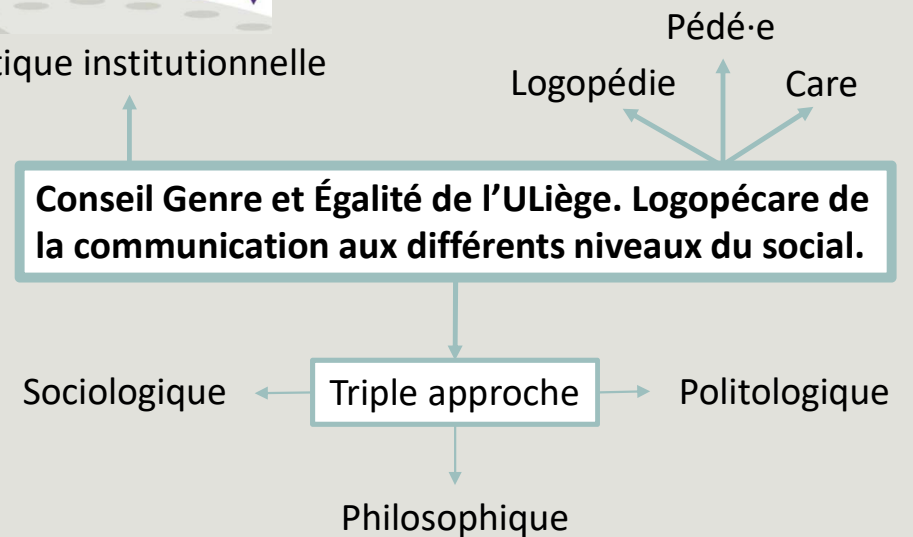 Pédé·e
institutionnelle
Logopédie
Care
Conseil Genre et Égalité de l’ULiège. Logopécare de
la communication aux différents niveaux du social.
Sociologique
Triple approche
Politologique
Philosophique